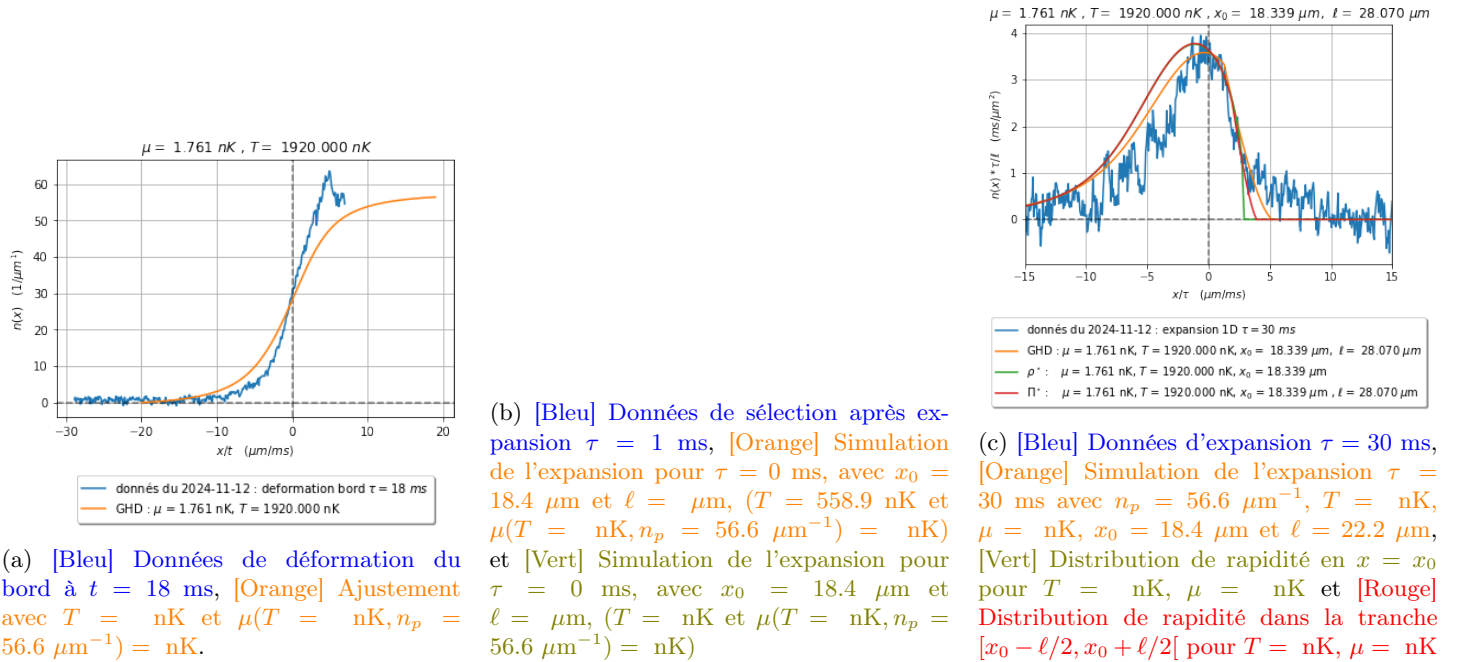 μ = 1.761 nK , T = 1920.000 nK
n(x) (1/μm¹)
60
50
40
30
20
10
0
−30 −20 −10 0 10 20
x/t (μm/ms)
donnés du 2024-11-12 : deformation bord τ = 18 ms
GHD : μ = 1.761 nK, T = 1920.000 nK
(a) [Bleu] Données de déformation du
bord à t = 18 ms, [Orange] Ajustement
avec T = nK et μ(T = nK, n_p =
56.6 μm⁻¹) = nK.
(b) [Bleu] Données de sélection après ex-
pansion τ = 1 ms, [Orange] Simulation
de l'expansion pour τ = 0 ms, avec x₀ =
18.4 μm et ℓ = μm, (T = 558.9 nK et
μ(T = nK, n_p = 56.6 μm⁻¹) = nK)
et [Vert] Simulation de l'expansion pour
τ = 0 ms, avec x₀ = 18.4 μm et
ℓ = μm, (T = nK et μ(T = nK, n_p =
56.6 μm⁻¹) = nK)
μ = 1.761 nK , T = 1920.000 nK , x₀ = 18.339 μm, ℓ = 28.070 μm
n(x) * τ/ℓ (ms/μm²)
4
3
2
1
0
−15 −10 −5 0 5 10 15
x/τ (μm/ms)
donnés du 2024-11-12 : expansion 1D τ = 30 ms
GHD : μ = 1.761 nK, T = 1920.000 nK, x₀ = 18.339 μm, ℓ = 28.070 μm
ρ* : μ = 1.761 nK, T = 1920.000 nK, x₀ = 18.339 μm
Π* : μ = 1.761 nK, T = 1920.000 nK, x₀ = 18.339 μm , ℓ = 28.070 μm
(c) [Bleu] Données d'expansion τ = 30 ms,
[Orange] Simulation de l'expansion τ =
30 ms avec n_p = 56.6 μm⁻¹, T = nK,
μ = nK, x₀ = 18.4 μm et ℓ = 22.2 μm,
[Vert] Distribution de rapidité en x = x₀
pour T = nK, μ = nK et [Rouge]
Distribution de rapidité dans la tranche
[x₀ − ℓ/2, x₀ + ℓ/2[ pour T = nK, μ = nK